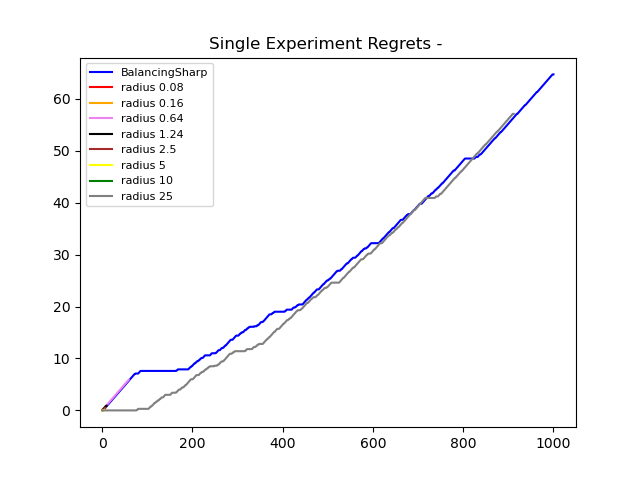 Single Experiment Regrets -
BalancingSharp
radius 0.08
radius 0.16
radius 0.64
radius 1.24
radius 2.5
radius 5
radius 10
radius 25
60
50
40
30
20
10
0
0 200 400 600 800 1000